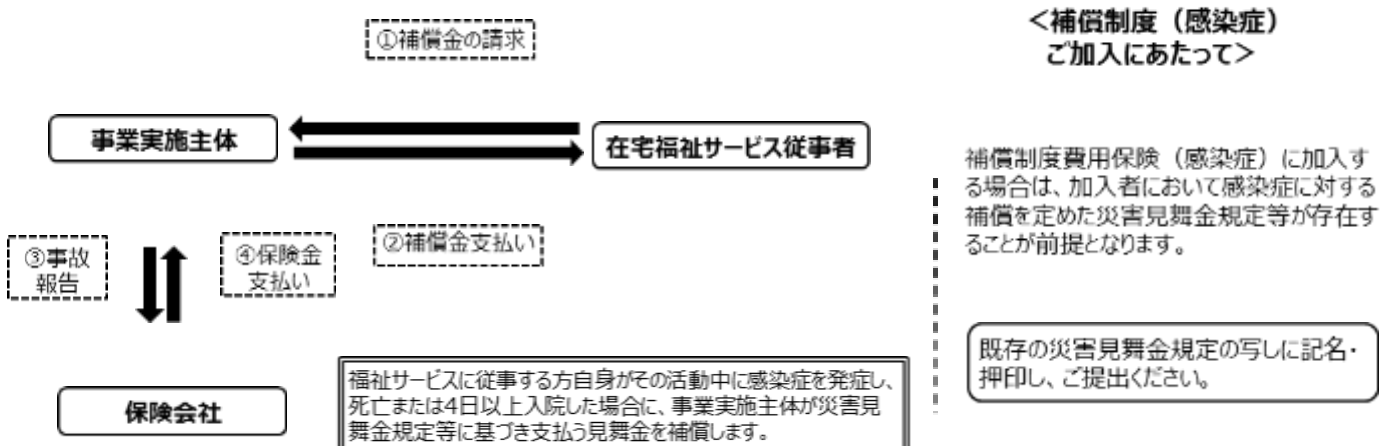 ①補償金の請求
事業実施主体
在宅福祉サービス従事者
②補償金支払い
③事故
報告
④保険金
支払い
保険会社
福祉サービスに従事する方自身がその活動中に感染症を発症し、
死亡または4日以上入院した場合に、事業実施主体が災害見
舞金規定等に基づき支払う見舞金を補償します。
＜補償制度（感染症）
ご加入にあたって＞
補償制度費用保険（感染症）に加入す
る場合は、加入者において感染症に対する
補償を定めた災害見舞金規定等が存在す
ることが前提となります。
既存の災害見舞金規定の写しに記名・
押印し、ご提出ください。